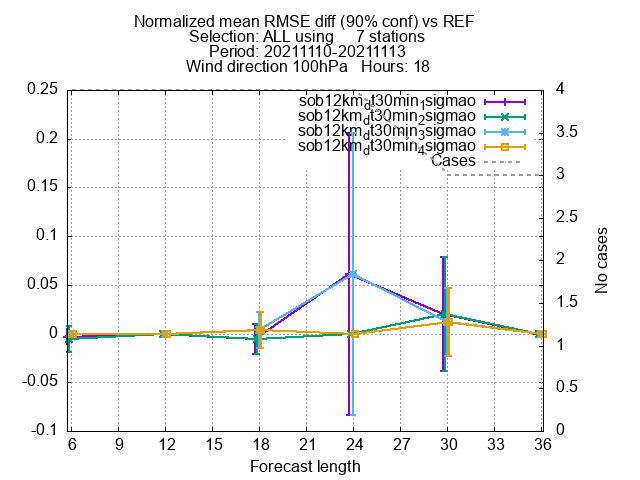 Normalized mean RMSE diff (90% conf) vs REF
Selection: ALL using 7 stations
Period: 20211110-20211113
Wind direction 100hPa Hours: 18
sob12km_dt30min_1sigmao
sob12km_dt30min_2sigmao
sob12km_dt30min_3sigmao
sob12km_dt30min_4sigmao
Cases
0.25
0.2
0.15
0.1
0.05
0
-0.05
-0.1
4
3.5
3
2.5
2
1.5
1
0.5
0
No cases
6 9 12 15 18 21 24 27 30 33 36
Forecast length